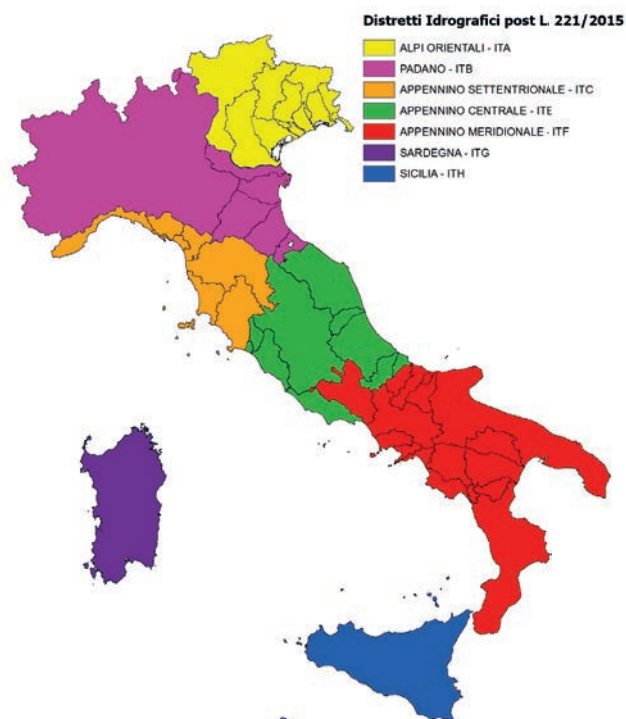 Distretti Idrografici post L. 221/2015
ALPI ORIENTALI - ITA
PADANO - ITB
APPENNINO SETTENTRIONALE - ITC
APPENNINO CENTRALE - ITE
APPENNINO MERIDIONALE - ITF
SARDEGNA - ITG
SICILIA - ITH